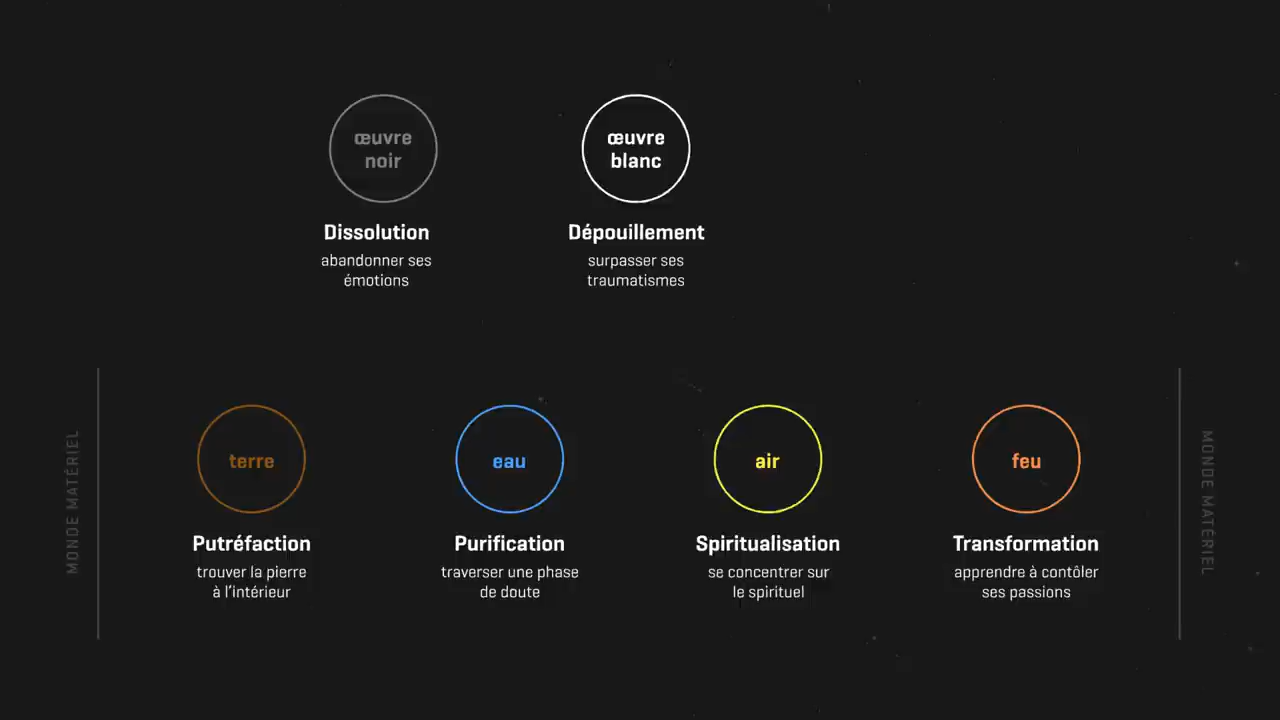 œuvre
noir
Dissolution
abandonner ses
émotions
œuvre
blanc
Dépouillement
surpasser ses
traumatismes
MONDE MATÉRIEL
terre
Putréfaction
trouver la pierre
à l'intérieur
eau
Purification
traverser une phase
de doute
air
Spiritualisation
se concentrer sur
le spirituel
feu
Transformation
apprendre à contôler
ses passions
MONDE MATÉRIEL